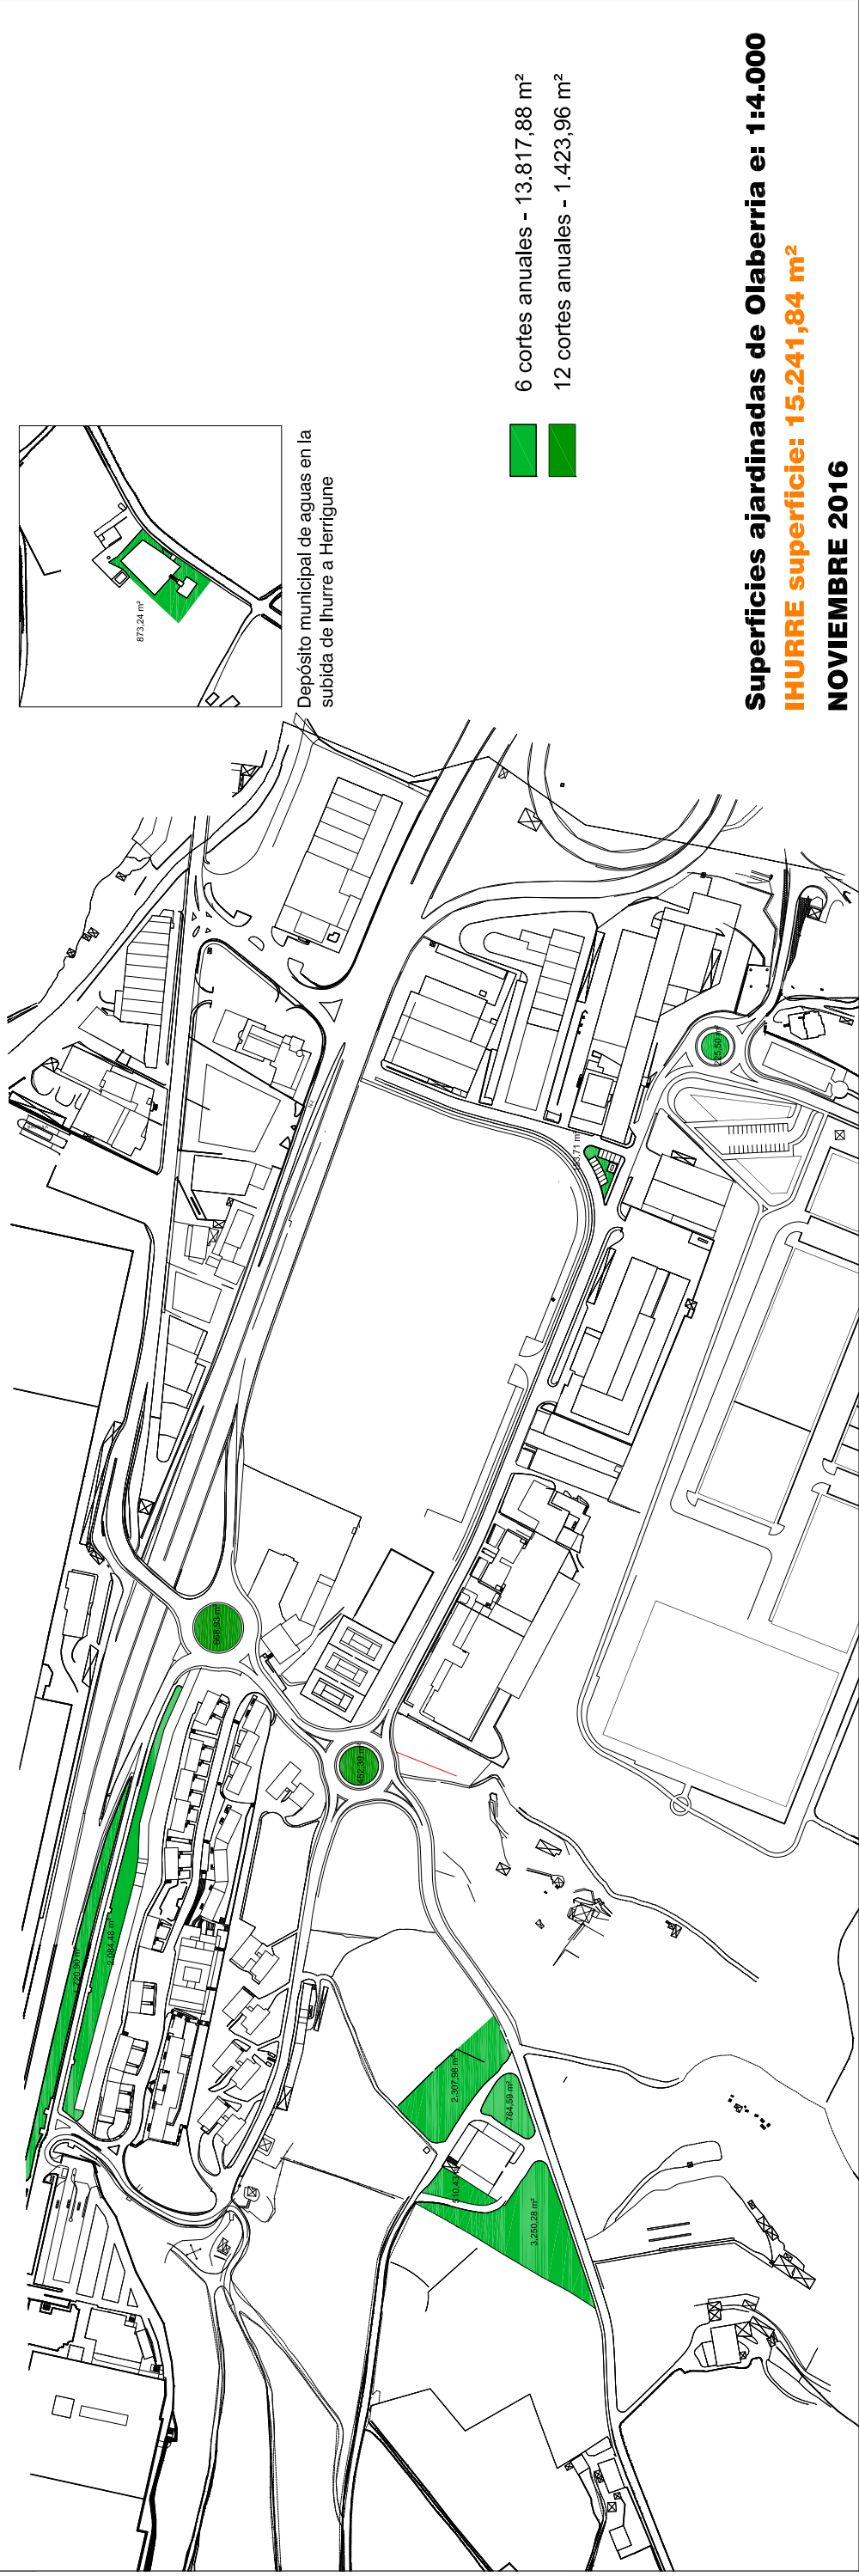 873,24 m²
Depósito municipal de aguas en la
subida de Ihurre a Herrigune
6 cortes anuales - 13.817,88 m²
12 cortes anuales - 1.423,96 m²
Superficies ajardinadas de Olaberria e: 1:4.000
IHURRE superficie: 15.241,84 m²
NOVIEMBRE 2016
668,93 m²
452,39 m²
2.084,48 m²
2.307,98 m²
764,59 m²
3.250,28 m²